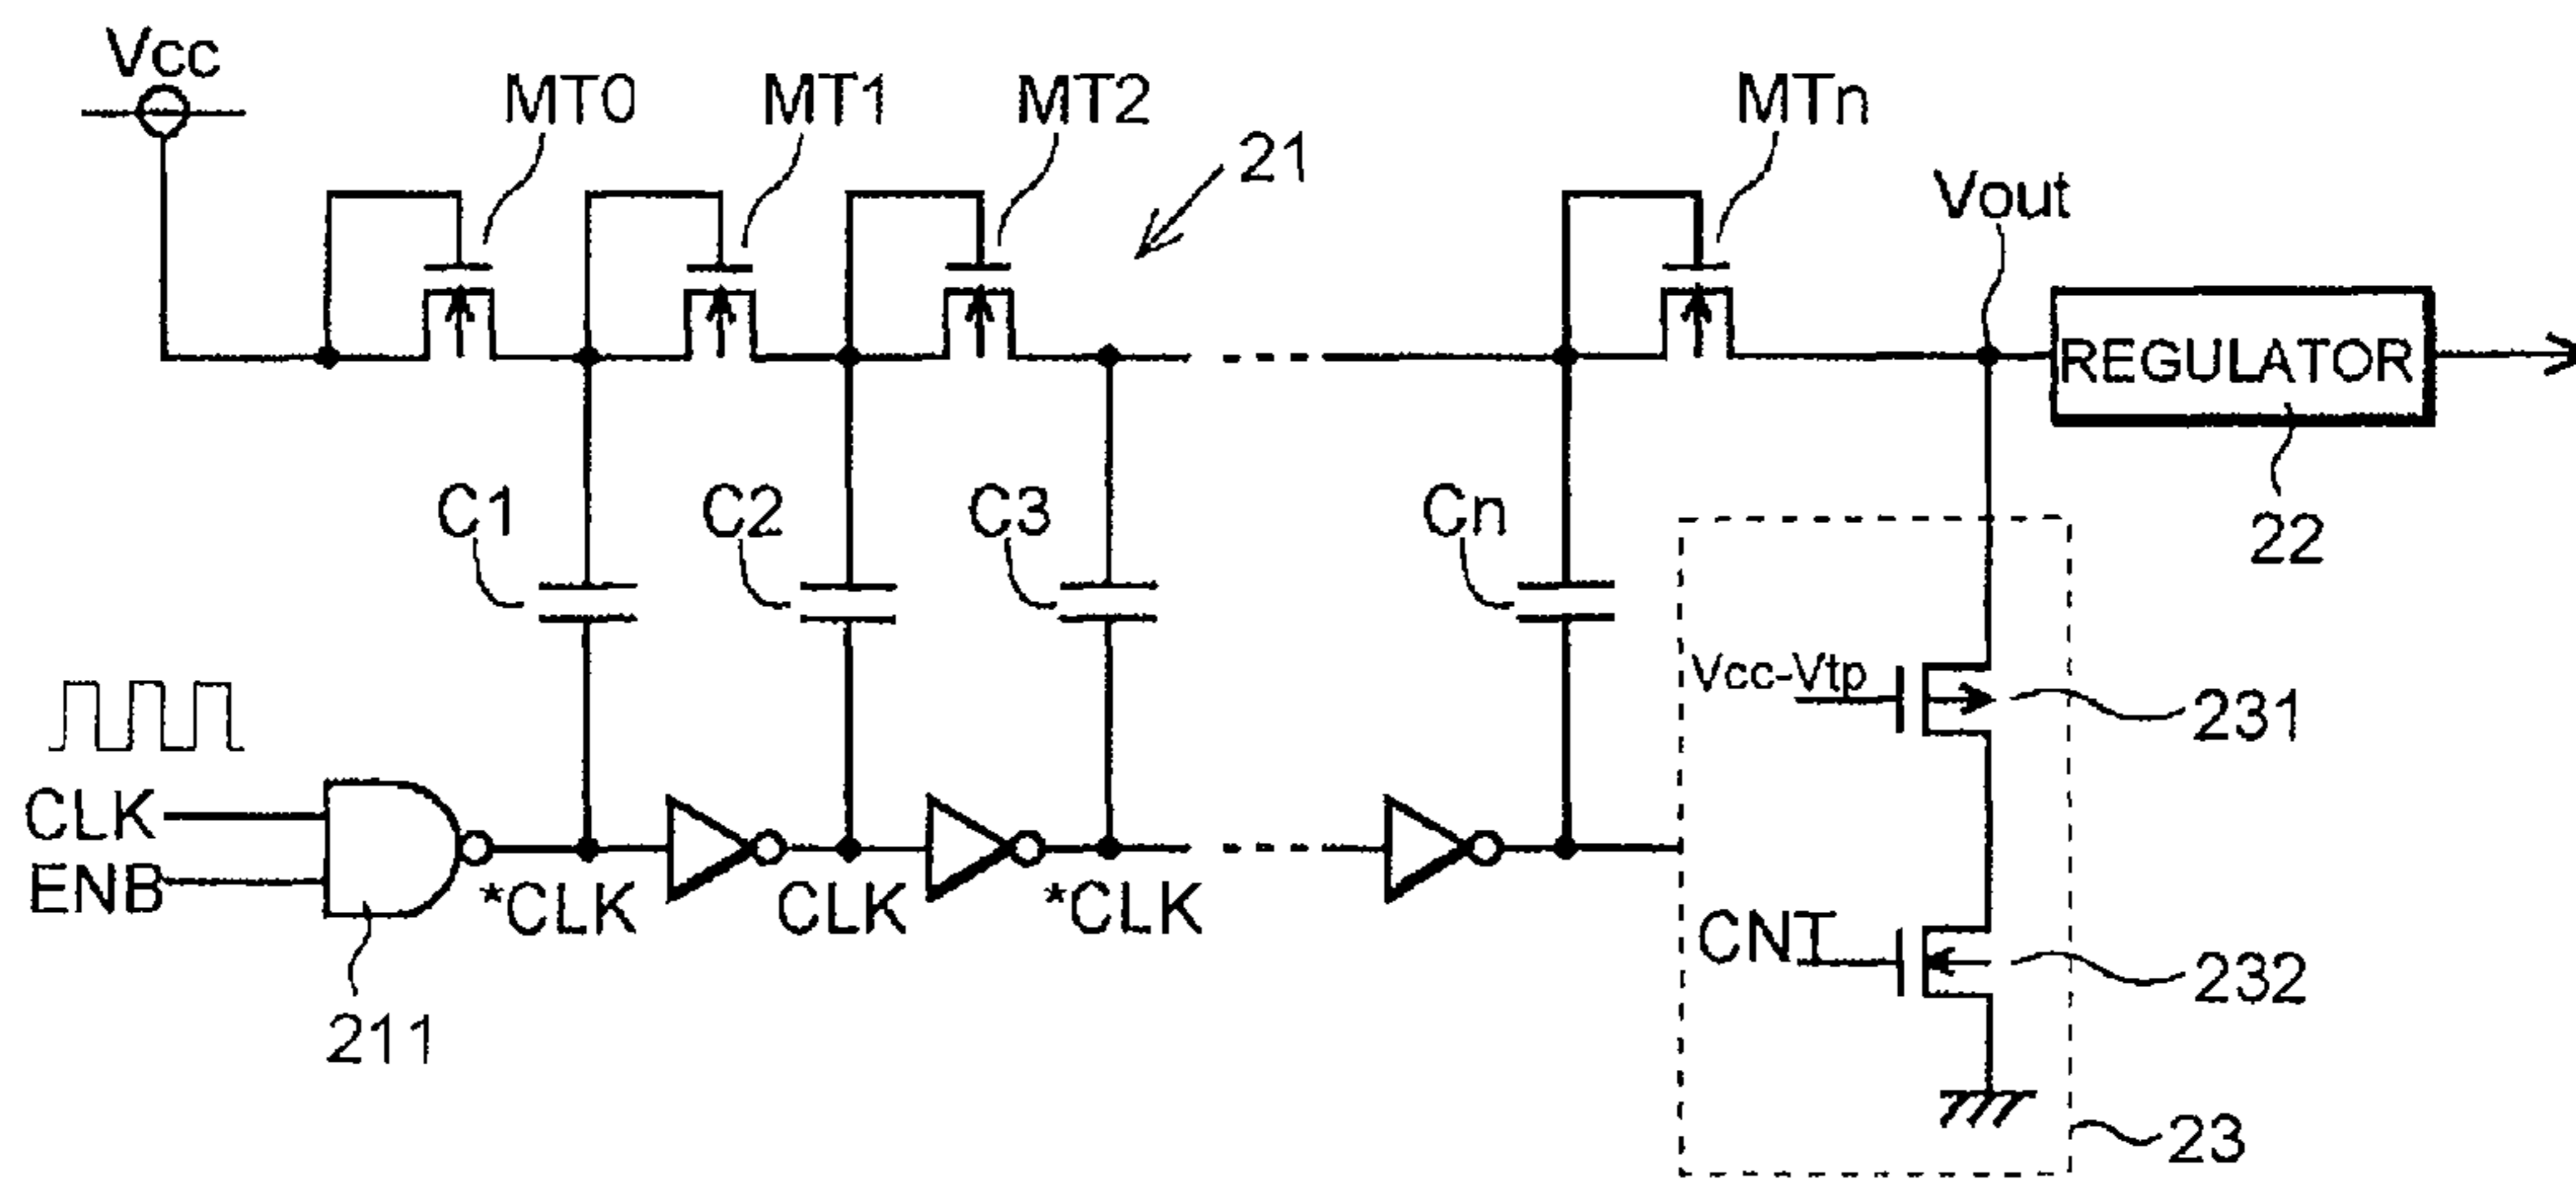 Vcc
MT0
MT1
MT2
21
MTn
Vout
REGULATOR
22
C1
C2
C3
Cn
Vcc-Vtp
231
CLK
ENB
*CLK
CLK
*CLK
CNT
232
211
23